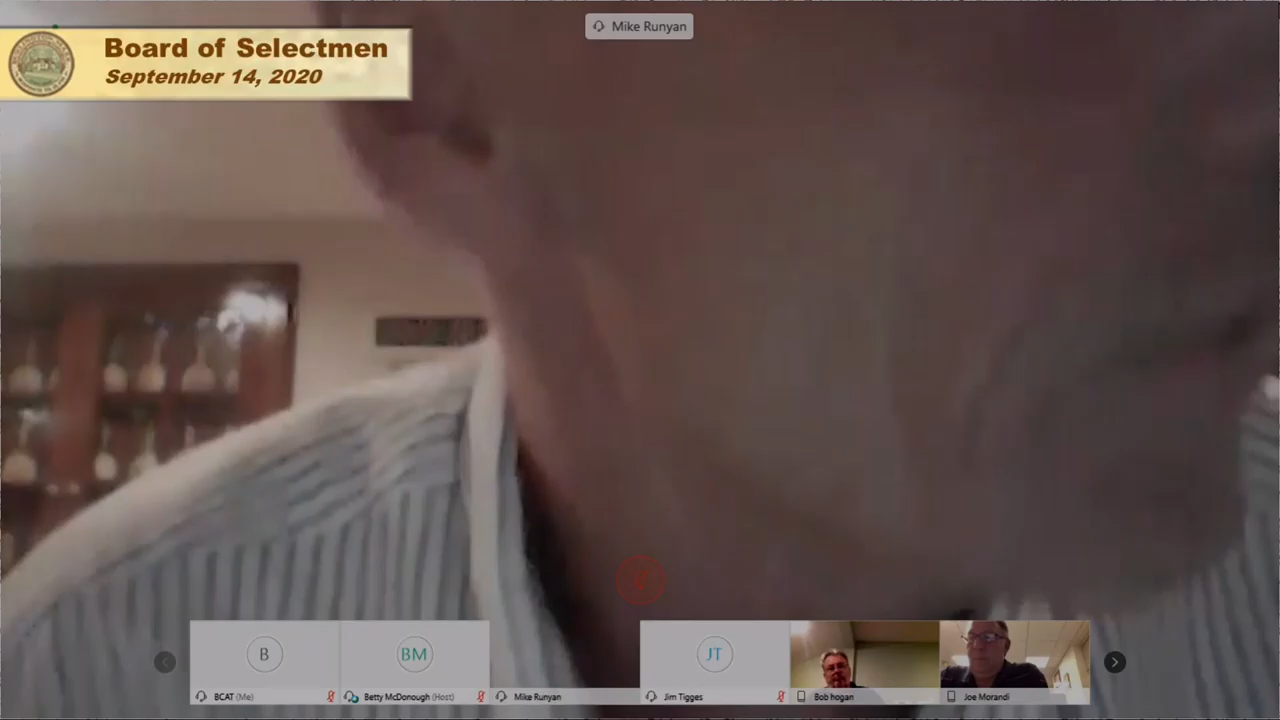 Mike Runyan
Board of Selectmen
September 14, 2020
B
BM
JT
BCAT (Me)
Betty McDonough (Host)
Mike Runyan
Jim Tigges
Bob hogan
Joe Morandi